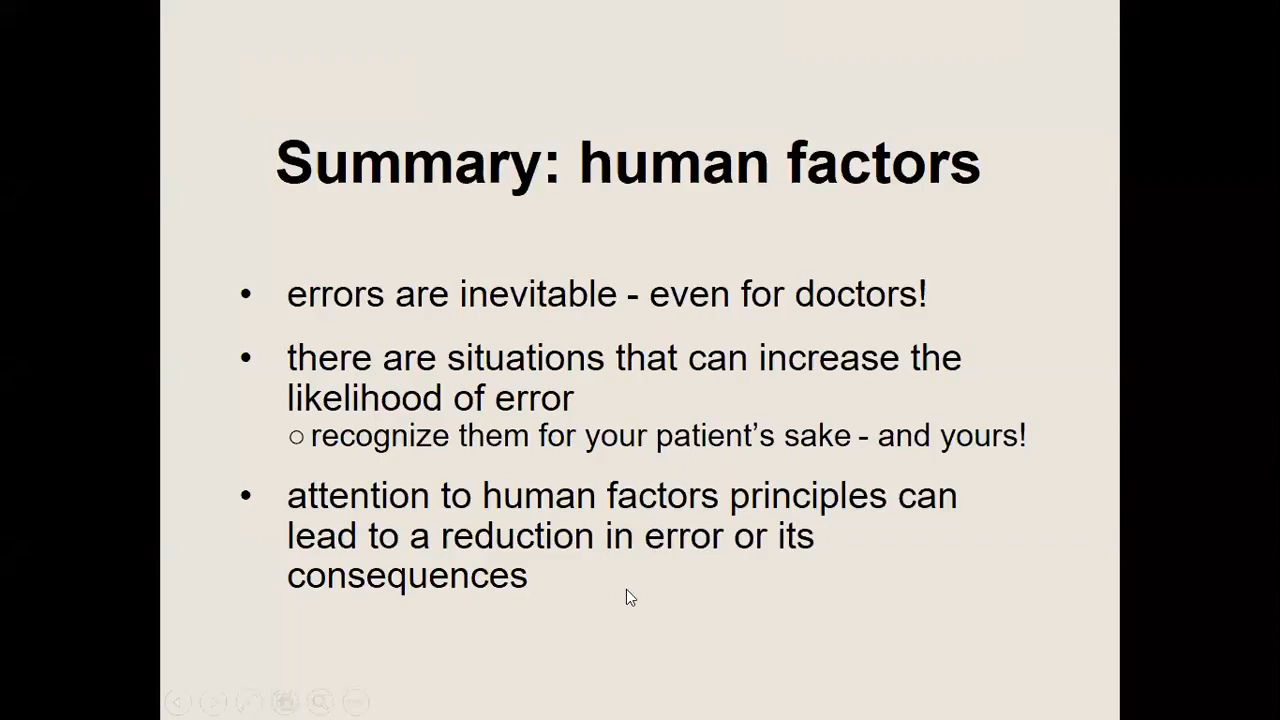 Summary: human factors
• errors are inevitable - even for doctors!
• there are situations that can increase the
likelihood of error
○ recognize them for your patient’s sake - and yours!
• attention to human factors principles can
lead to a reduction in error or its
consequences